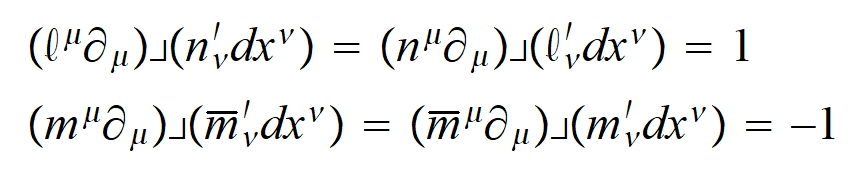 (ℓ^μ∂_μ)⌟(n′_ν dx^ν) = (n^μ∂_μ)⌟(ℓ′_ν dx^ν) = 1
(m^μ∂_μ)⌟(m̅′_ν dx^ν) = (m̅^μ∂_μ)⌟(m′_ν dx^ν) = −1